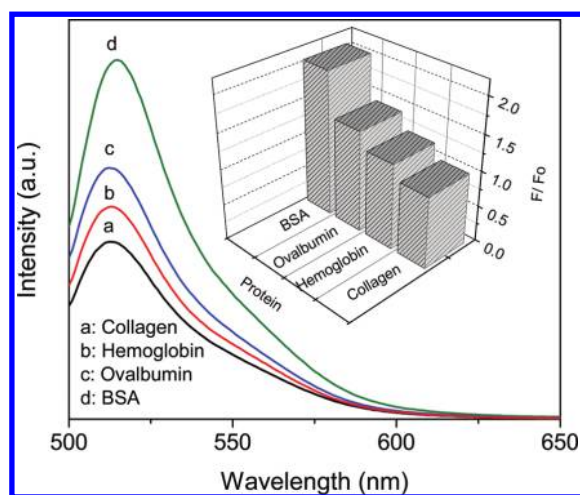 d
c
b
a
a: Collagen
b: Hemoglobin
c: Ovalbumin
d: BSA
Intensity (a.u.)
500
550
600
650
Wavelength (nm)
2.0
1.5
1.0
0.5
0.0
F/ Fo
BSA
Ovalbumin
Hemoglobin
Collagen
Protein